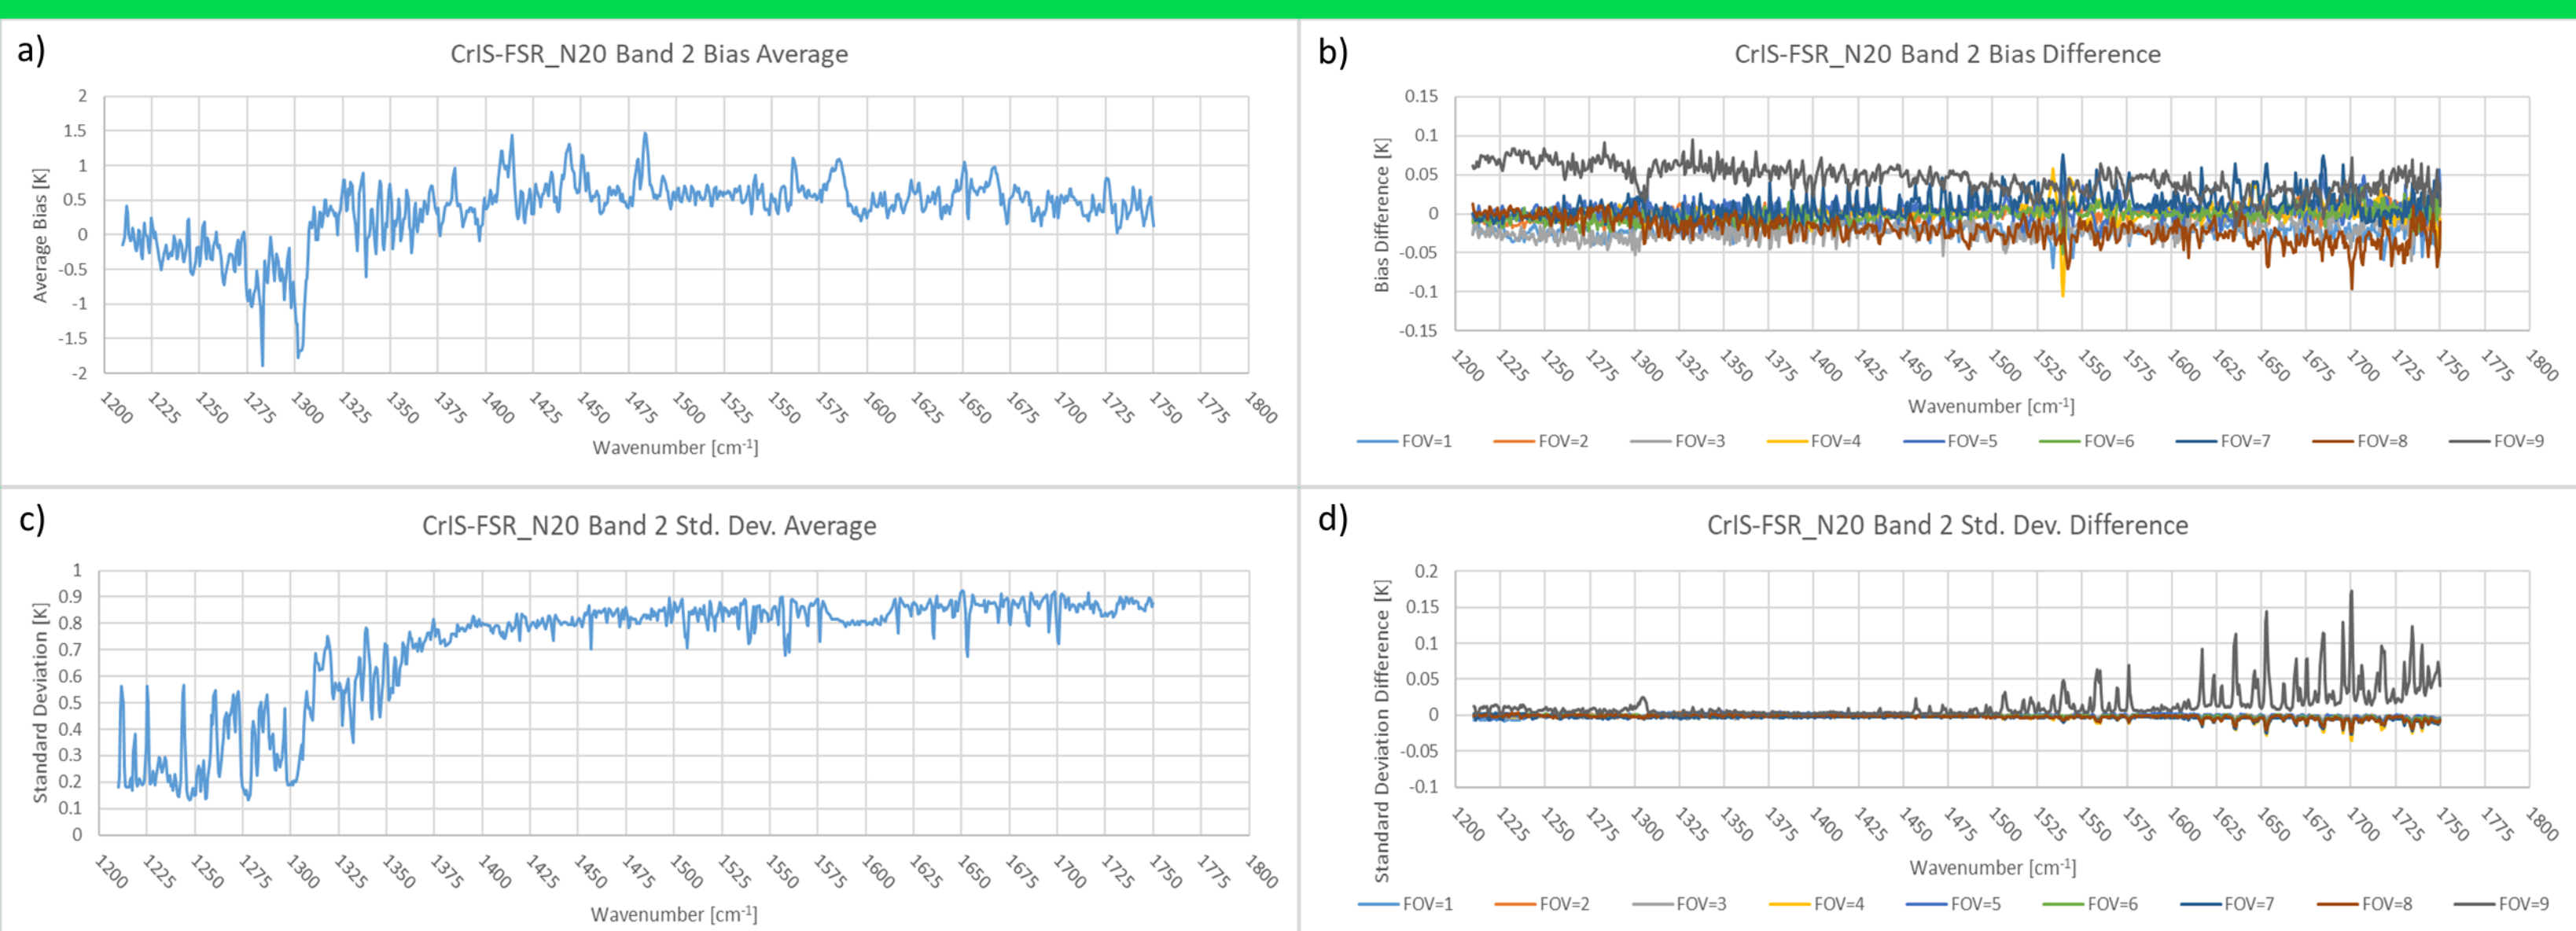 a)
CrIS-FSR_N20 Band 2 Bias Average
Average Bias [K]
2
1.5
1
0.5
0
-0.5
-1
-1.5
-2
1200 1225 1250 1275 1300 1325 1350 1375 1400 1425 1450 1475 1500 1525 1550 1575 1600 1625 1650 1675 1700 1725 1750 1775 1800
Wavenumber [cm-1]
b)
CrIS-FSR_N20 Band 2 Bias Difference
Bias Difference [K]
0.15
0.1
0.05
0
-0.05
-0.1
-0.15
1200 1225 1250 1275 1300 1325 1350 1375 1400 1425 1450 1475 1500 1525 1550 1575 1600 1625 1650 1675 1700 1725 1750 1775 1800
Wavenumber [cm-1]
FOV=1 FOV=2 FOV=3 FOV=4 FOV=5 FOV=6 FOV=7 FOV=8 FOV=9
c)
CrIS-FSR_N20 Band 2 Std. Dev. Average
Standard Deviation [K]
1
0.9
0.8
0.7
0.6
0.5
0.4
0.3
0.2
0.1
0
1200 1225 1250 1275 1300 1325 1350 1375 1400 1425 1450 1475 1500 1525 1550 1575 1600 1625 1650 1675 1700 1725 1750 1775 1800
Wavenumber [cm-1]
d)
CrIS-FSR_N20 Band 2 Std. Dev. Difference
Standard Deviation Difference [K]
0.2
0.15
0.1
0.05
0
-0.05
-0.1
1200 1225 1250 1275 1300 1325 1350 1375 1400 1425 1450 1475 1500 1525 1550 1575 1600 1625 1650 1675 1700 1725 1750 1775 1800
Wavenumber [cm-1]
FOV=1 FOV=2 FOV=3 FOV=4 FOV=5 FOV=6 FOV=7 FOV=8 FOV=9